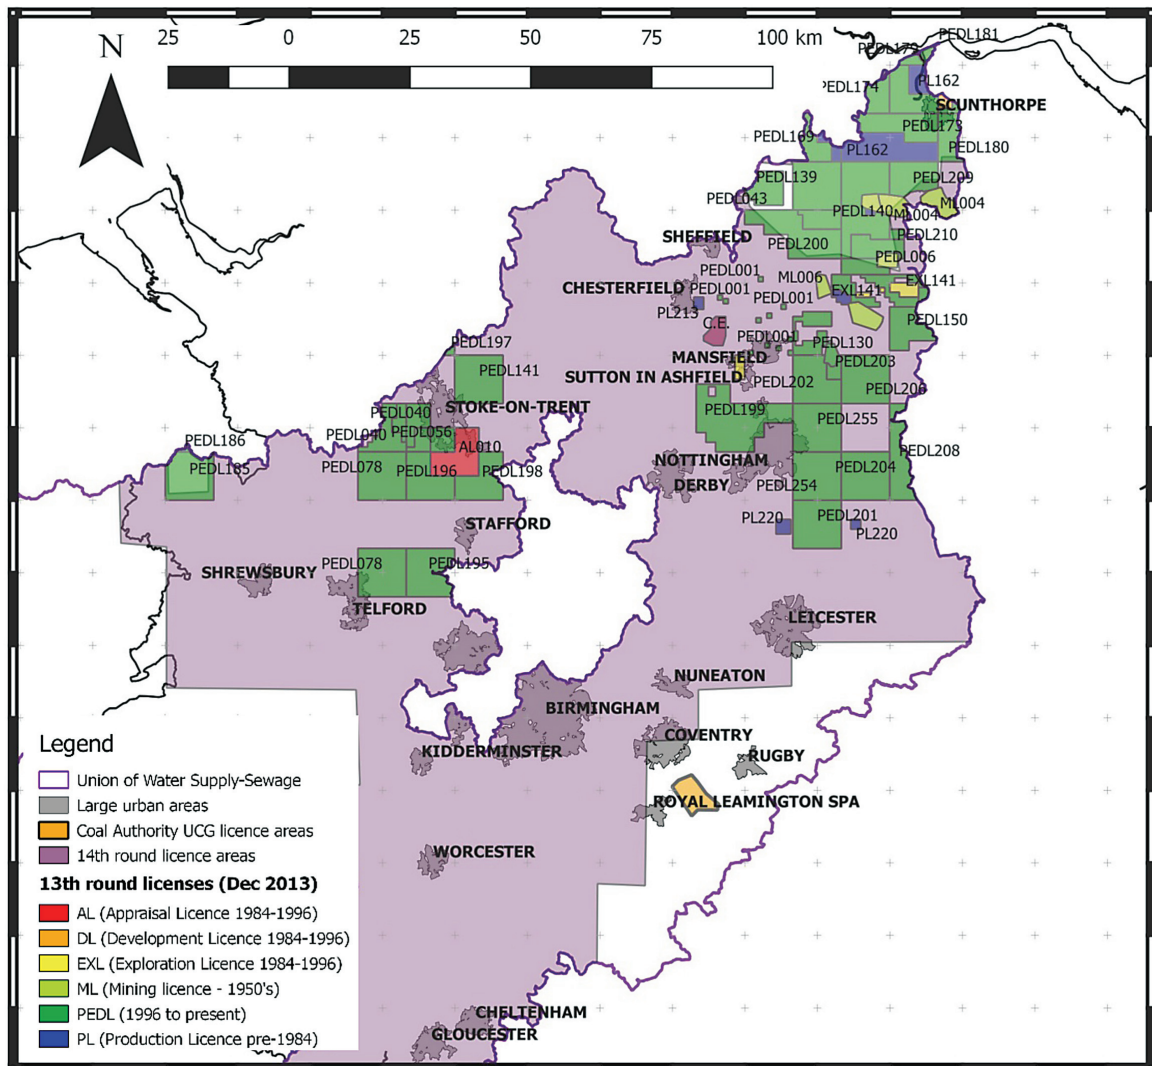 N
25 0 25 50 75 100 km
PEDL181
PEDL179
PL162
PEDL174
SCUNTHORPE
PEDL173
PEDL169
PL162
PEDL180
PEDL139
PEDL209
PEDL043
ML004
PEDL140
ML004
SHEFFIELD
PEDL210
PEDL200
PEDL006
PEDL001
ML006
EXL141
CHESTERFIELD
PEDL001
PEDL001
EXL141
PL213
C.E.
PEDL150
PEDL001
PEDL130
PEDL197
MANSFIELD
PEDL203
PEDL141
SUTTON IN ASHFIELD
PEDL202
PEDL206
STOKE-ON-TRENT
PEDL040
PEDL199
PEDL255
PEDL056
PEDL040
PEDL186
AL010
PEDL208
PEDL185
PEDL078
PEDL196
PEDL198
NOTTINGHAM
PEDL204
DERBY
PEDL254
PL220
PEDL201
STAFFORD
PL220
SHREWSBURY
PEDL078
PEDL195
TELFORD
LEICESTER
NUNEATON
BIRMINGHAM
COVENTRY
KIDDERMINSTER
RUGBY
ROYAL LEAMINGTON SPA
WORCESTER
CHELTENHAM
GLOUCESTER
Legend
Union of Water Supply-Sewage
Large urban areas
Coal Authority UCG licence areas
14th round licence areas
13th round licenses (Dec 2013)
AL (Appraisal Licence 1984-1996)
DL (Development Licence 1984-1996)
EXL (Exploration Licence 1984-1996)
ML (Mining licence - 1950's)
PEDL (1996 to present)
PL (Production Licence pre-1984)